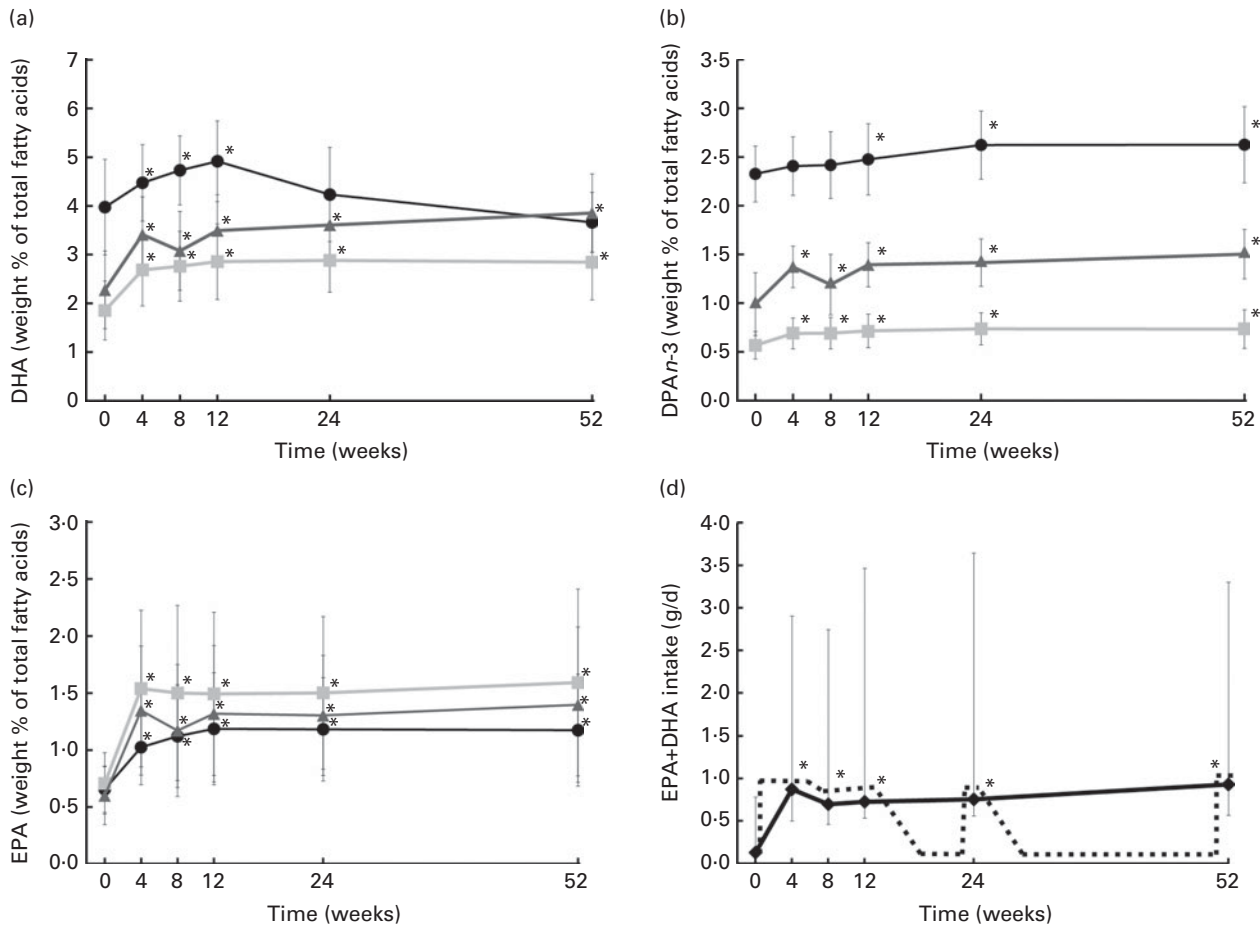 (a)
DHA (weight % of total fatty acids)
7
6
5
4
3
2
1
0
* * *
* * * * * *
* * * * *
0 4 8 12 24 52
Time (weeks)
(b)
DPAn-3 (weight % of total fatty acids)
3·5
3·0
2·5
2·0
1·5
1·0
0·5
0·0
* * *
* * * * *
* * * * *
0 4 8 12 24 52
Time (weeks)
(c)
EPA (weight % of total fatty acids)
3·0
2·5
2·0
1·5
1·0
0·5
0·0
* * * * *
* * * * *
* * * * *
0 4 8 12 24 52
Time (weeks)
(d)
EPA+DHA intake (g/d)
4·0
3·5
3·0
2·5
2·0
1·5
1·0
0·5
0·0
* * * * *
0 4 8 12 24 52
Time (weeks)